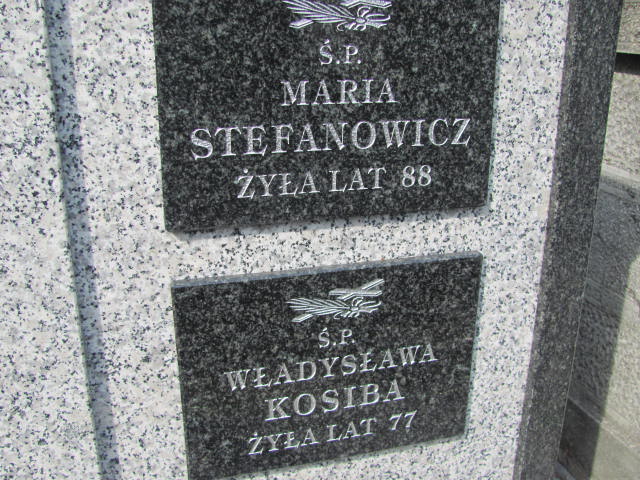 Ś.P.
MARIA
STEFANOWICZ
ŻYŁA LAT 88
Ś.P.
WŁADYSŁAWA
KOSIBA
ŻYŁA LAT 77